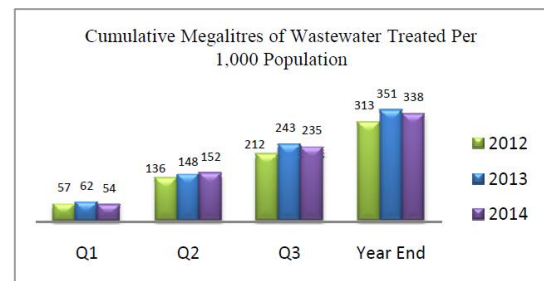 Cumulative Megalitres of Wastewater Treated Per
1,000 Population
313 351 338
212 243 235
136 148 152
57 62 54
2012
2013
2014
Q1 Q2 Q3 Year End